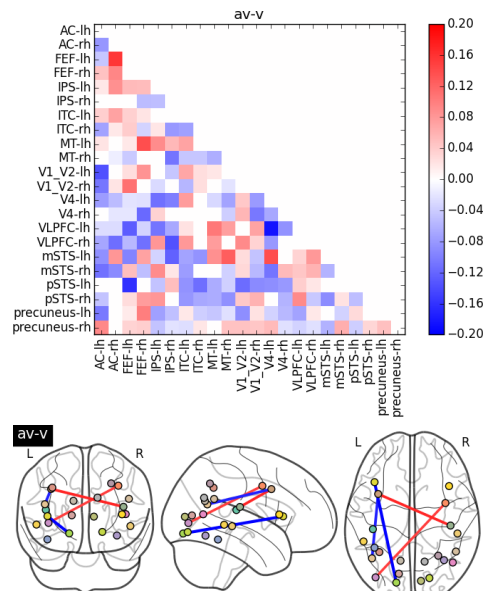 av-v
AC-lh
AC-rh
FEF-lh
FEF-rh
IPS-lh
IPS-rh
ITC-lh
ITC-rh
MT-lh
MT-rh
V1_V2-lh
V1_V2-rh
V4-lh
V4-rh
VLPFC-lh
VLPFC-rh
mSTS-lh
mSTS-rh
pSTS-lh
pSTS-rh
precuneus-lh
precuneus-rh
AC-lh
AC-rh
FEF-lh
FEF-rh
IPS-lh
IPS-rh
ITC-lh
ITC-rh
MT-lh
MT-rh
V1_V2-lh
V1_V2-rh
V4-lh
V4-rh
VLPFC-lh
VLPFC-rh
mSTS-lh
mSTS-rh
pSTS-lh
pSTS-rh
precuneus-lh
precuneus-rh
0.20
0.16
0.12
0.08
0.04
0.00
−0.04
−0.08
−0.12
−0.16
−0.20
av-v
L R
L R